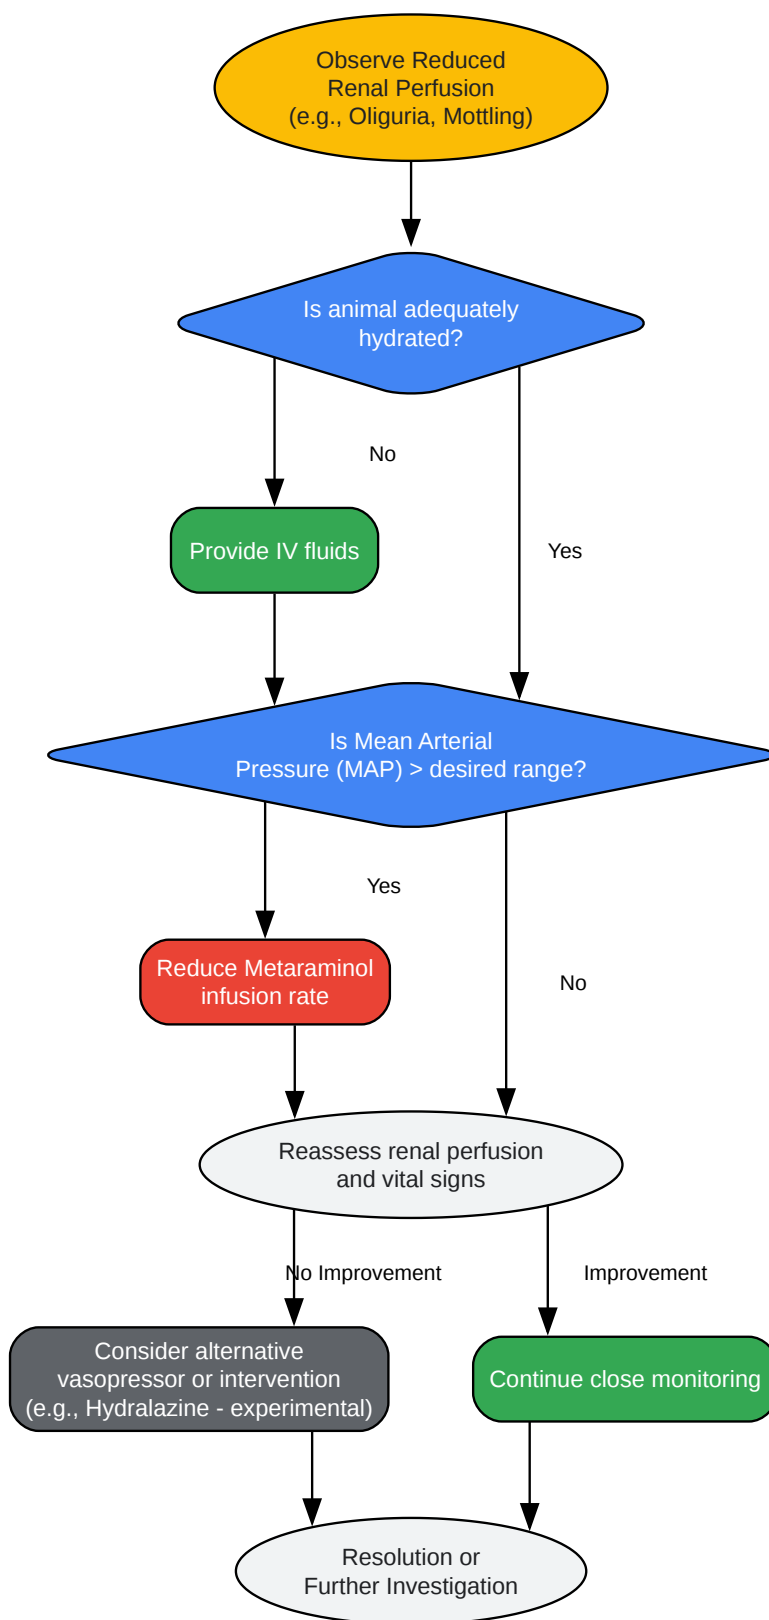 Observe Reduced
Renal Perfusion
(e.g., Oliguria, Mottling)
Is animal adequately
hydrated?
No
Provide IV fluids
Yes
Is Mean Arterial
Pressure (MAP) > desired range?
Yes
Reduce Metaraminol
infusion rate
No
Reassess renal perfusion
and vital signs
No Improvement
Improvement
Consider alternative
vasopressor or intervention
(e.g., Hydralazine - experimental)
Continue close monitoring
Resolution or
Further Investigation